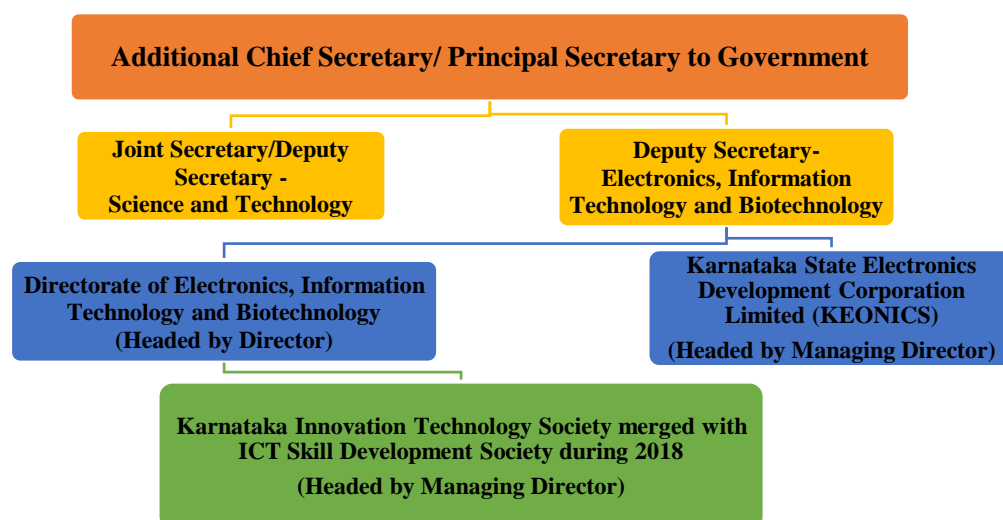 Additional Chief Secretary/ Principal Secretary to Government
Joint Secretary/Deputy
Secretary -
Science and Technology
Deputy Secretary-
Electronics, Information
Technology and Biotechnology
Directorate of Electronics, Information
Technology and Biotechnology
(Headed by Director)
Karnataka State Electronics
Development Corporation
Limited (KEONICS)
(Headed by Managing Director)
Karnataka Innovation Technology Society merged with
ICT Skill Development Society during 2018
(Headed by Managing Director)